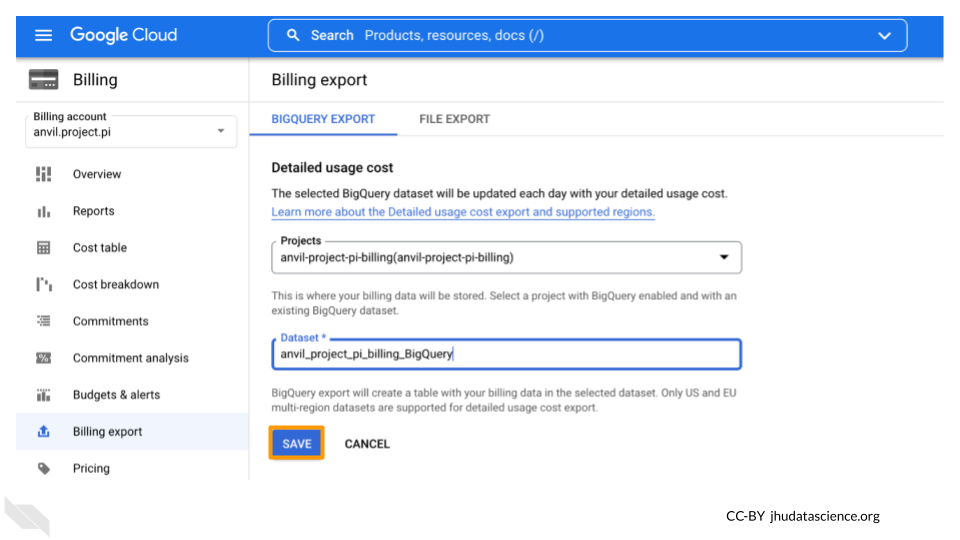 Google Cloud
Search Products, resources, docs (/)
Billing
Billing export
Billing account
anvil.project.pi
BIGQUERY EXPORT
FILE EXPORT
Overview
Reports
Cost table
Cost breakdown
Commitments
Commitment analysis
Budgets & alerts
Billing export
Pricing
Detailed usage cost
The selected BigQuery dataset will be updated each day with your detailed usage cost.
Learn more about the Detailed usage cost export and supported regions.
Projects
anvil-project-pi-billing(anvil-project-pi-billing)
This is where your billing data will be stored. Select a project with BigQuery enabled and with an
existing BigQuery dataset.
Dataset *
anvil_project_pi_billing_BigQuery
BigQuery export will create a table with your billing data in the selected dataset. Only US and EU
multi-region datasets are supported for detailed usage cost export.
SAVE
CANCEL
CC-BY jhudatascience.org